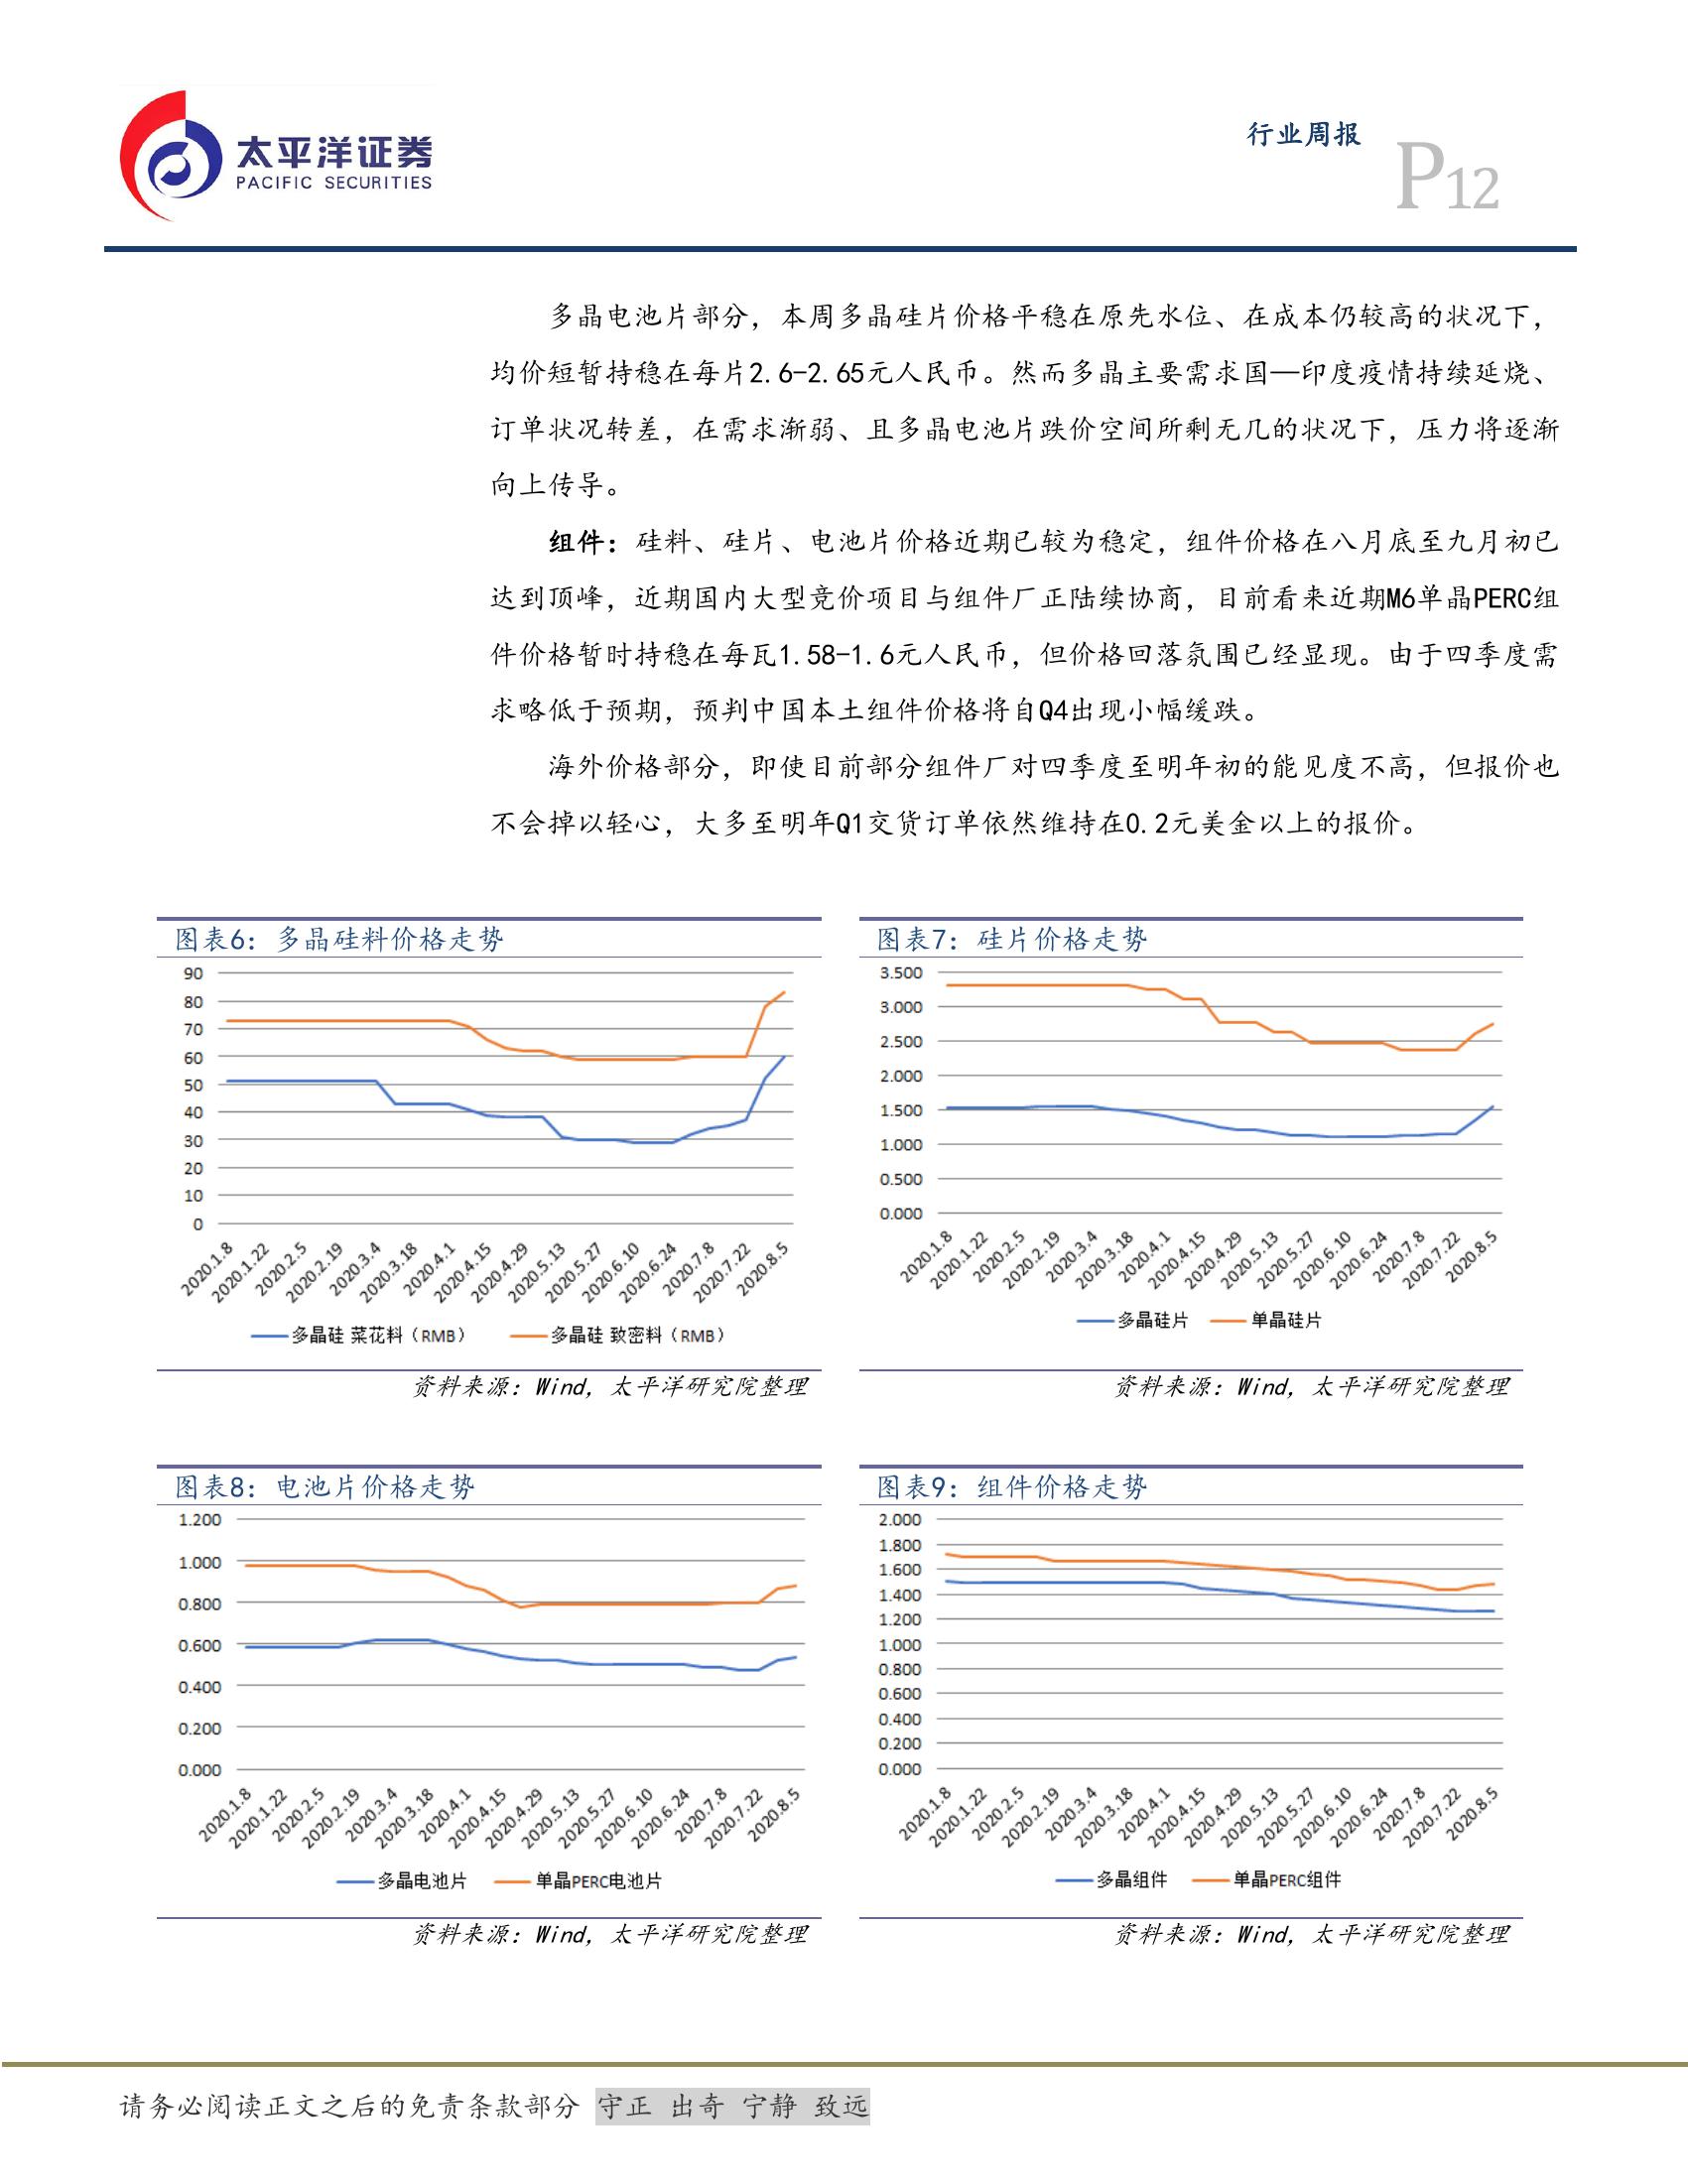 太平洋证券
PACIFIC SECURITIES
行业周报
P12
多晶电池片部分，本周多晶硅片价格平稳在原先水位、在成本仍较高的状况下，
均价短暂持稳在每片2.6-2.65元人民币。然而多晶主要需求国—印度疫情持续延烧、
订单状况转差，在需求渐弱、且多晶电池片跌价空间所剩无几的状况下，压力将逐渐
向上传导。
组件：硅料、硅片、电池片价格近期已较为稳定，组件价格在八月底至九月初已
达到顶峰，近期国内大型竞价项目与组件厂正陆续协商，目前看来近期M6单晶PERC组
件价格暂时持稳在每瓦1.58-1.6元人民币，但价格回落氛围已经显现。由于四季度需
求略低于预期，预判中国本土组件价格将自Q4出现小幅缓跌。
海外价格部分，即使目前部分组件厂对四季度至明年初的能见度不高，但报价也
不会掉以轻心，大多至明年Q1交货订单依然维持在0.2元美金以上的报价。
图表6：多晶硅料价格走势
90
80
70
60
50
40
30
20
10
0
2020.1.8 2020.1.22 2020.2.5 2020.2.19 2020.3.4 2020.3.18 2020.4.1 2020.4.15 2020.4.29 2020.5.13 2020.5.27 2020.6.10 2020.6.24 2020.7.8 2020.7.22 2020.8.5
多晶硅 菜花料（RMB） 多晶硅 致密料（RMB）
资料来源：Wind，太平洋研究院整理
图表7：硅片价格走势
3.500
3.000
2.500
2.000
1.500
1.000
0.500
0.000
2020.1.8 2020.1.22 2020.2.5 2020.2.19 2020.3.4 2020.3.18 2020.4.1 2020.4.15 2020.4.29 2020.5.13 2020.5.27 2020.6.10 2020.6.24 2020.7.8 2020.7.22 2020.8.5
多晶硅片 单晶硅片
资料来源：Wind，太平洋研究院整理
图表8：电池片价格走势
1.200
1.000
0.800
0.600
0.400
0.200
0.000
2020.1.8 2020.1.22 2020.2.5 2020.2.19 2020.3.4 2020.3.18 2020.4.1 2020.4.15 2020.4.29 2020.5.13 2020.5.27 2020.6.10 2020.6.24 2020.7.8 2020.7.22 2020.8.5
多晶电池片 单晶PERC电池片
资料来源：Wind，太平洋研究院整理
图表9：组件价格走势
2.000
1.800
1.600
1.400
1.200
1.000
0.800
0.600
0.400
0.200
0.000
2020.1.8 2020.1.22 2020.2.5 2020.2.19 2020.3.4 2020.3.18 2020.4.1 2020.4.15 2020.4.29 2020.5.13 2020.5.27 2020.6.10 2020.6.24 2020.7.8 2020.7.22 2020.8.5
多晶组件 单晶PERC组件
资料来源：Wind，太平洋研究院整理
请务必阅读正文之后的免责条款部分 守正 出奇 宁静 致远